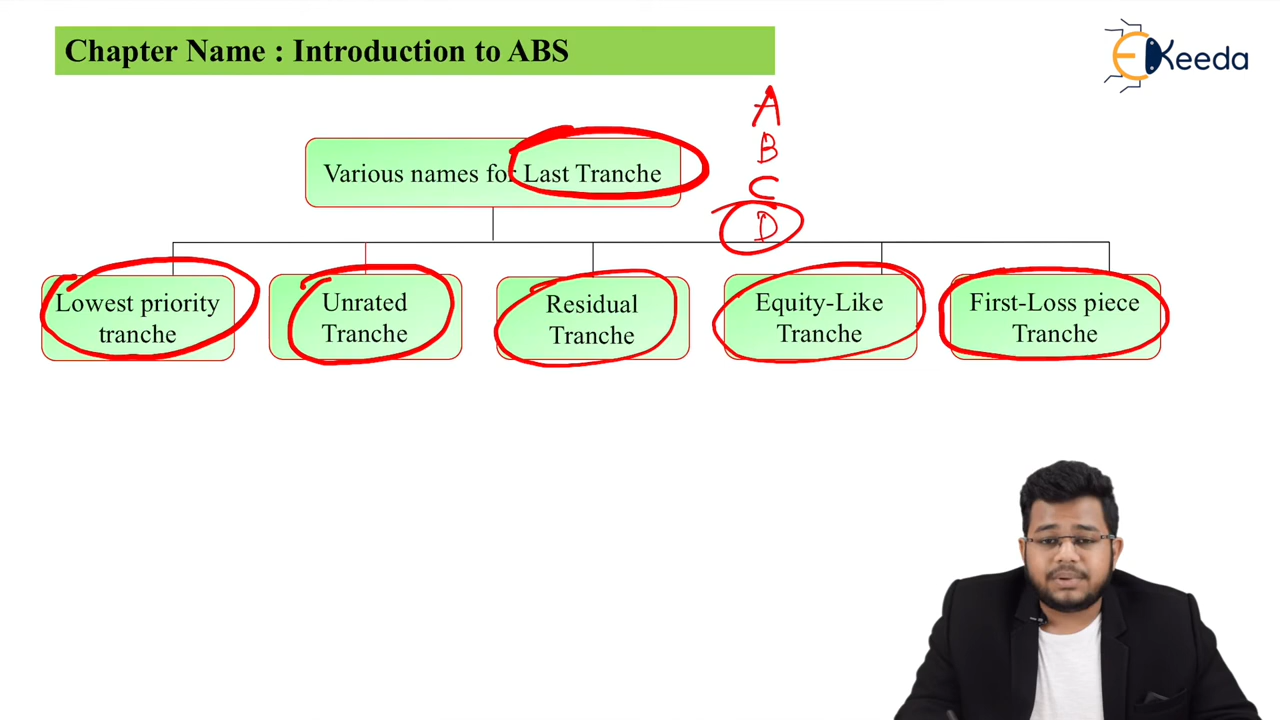 Chapter Name : Introduction to ABS
EKeeda
A
B
C
D
Various names for Last Tranche
Lowest priority
tranche
Unrated
Tranche
Residual
Tranche
Equity-Like
Tranche
First-Loss piece
Tranche